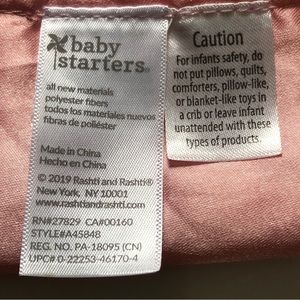 baby
starters®
all new materials
polyester fibers
todos los materiales nuevos
fibras de poliéster
Made in China
Hecho en China
© 2019 Rashti and Rashti®
New York, NY 10001
www.rashtiandrashti.com
RN#27829 CA#00160
STYLE#A45848
REG. NO. PA-18095 (CN)
UPC# 0-22253-46170-4
Caution
For infants safety, do
not put pillows, quilts,
comforters, pillow-like,
or blanket-like toys in
a crib or leave infant
unattended with these
types of products.